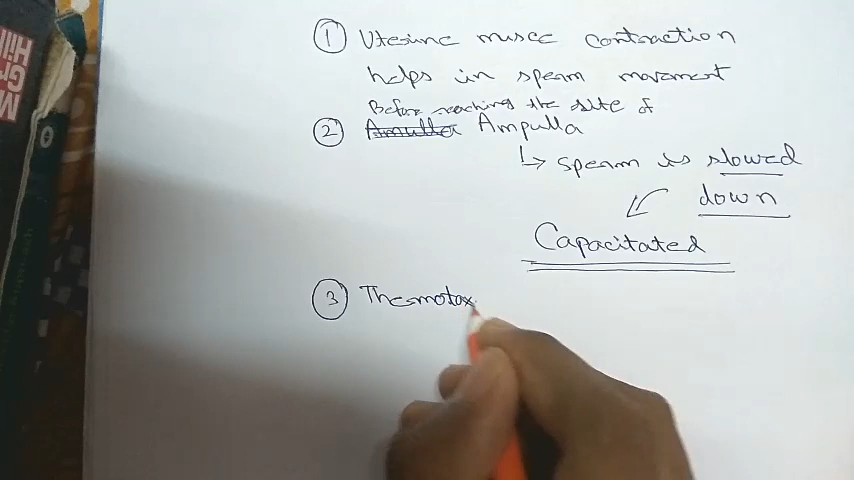 ① Uterine musce contraction
helps in sperm movement
Before reaching the site of
② Ampulla
↳ sperm is slowed
down
Capacitated
③ Thermotax